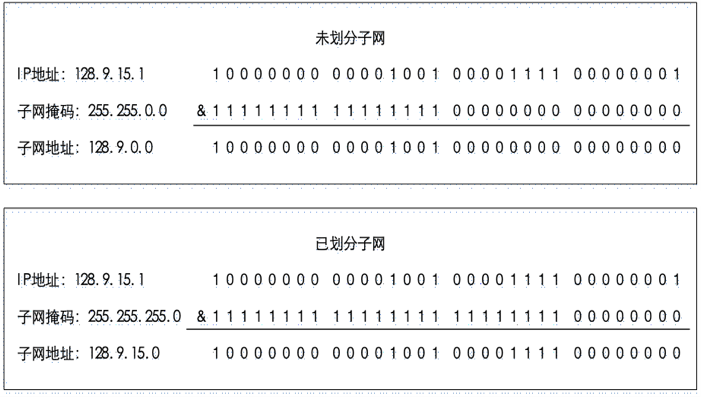 未划分子网
IP地址：128.9.15.1 10000000 00001001 00001111 00000001
子网掩码：255.255.0.0 &11111111 11111111 00000000 00000000
子网地址：128.9.0.0 10000000 00001001 00000000 00000000
已划分子网
IP地址：128.9.15.1 10000000 00001001 00001111 00000001
子网掩码：255.255.255.0 &11111111 11111111 11111111 00000000
子网地址：128.9.15.0 10000000 00001001 00001111 00000000